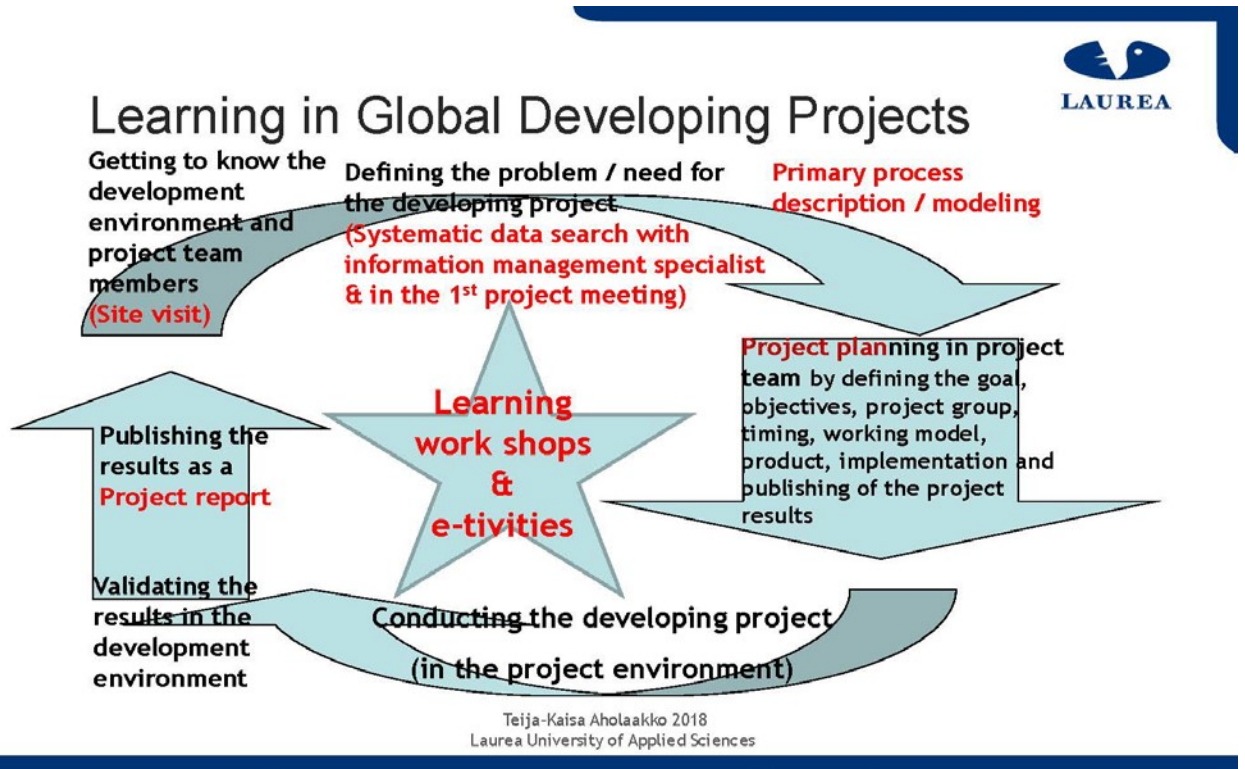 LAUREA
Learning in Global Developing Projects
Getting to know the
development
environment and
project team
members
(Site visit)
Defining the problem / need for
the developing project
(Systematic data search with
information management specialist
& in the 1st project meeting)
Primary process
description / modeling
Project planning in project
team by defining the goal,
objectives, project group,
timing, working model,
product, implementation and
publishing of the project
results
Learning
work shops
&
e-tivities
Publishing the
results as a
Project report
Validating the
results in the
development
environment
Conducting the developing project
(in the project environment)
Teija-Kaisa Aholaakko 2018
Laurea University of Applied Sciences